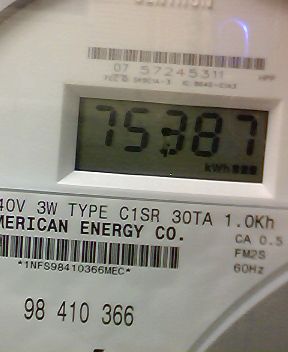 07 57245311
75387
kWh
40V 3W TYPE C1SR 30TA 1.0Kh
MERICAN ENERGY CO.
CA 0.5
FM2S
60Hz
*1NFS98410366MEC*
98 410 366